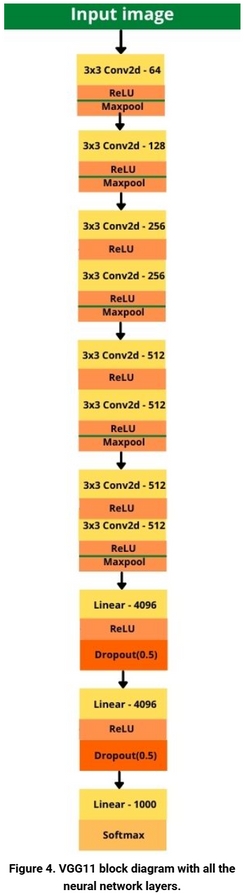 Input image
3x3 Conv2d - 64
ReLU
Maxpool
3x3 Conv2d - 128
ReLU
Maxpool
3x3 Conv2d - 256
ReLU
3x3 Conv2d - 256
ReLU
Maxpool
3x3 Conv2d - 512
ReLU
3x3 Conv2d - 512
ReLU
Maxpool
3x3 Conv2d - 512
ReLU
3x3 Conv2d - 512
ReLU
Maxpool
Linear - 4096
ReLU
Dropout(0.5)
Linear - 4096
ReLU
Dropout(0.5)
Linear - 1000
Softmax
Figure 4. VGG11 block diagram with all the
neural network layers.